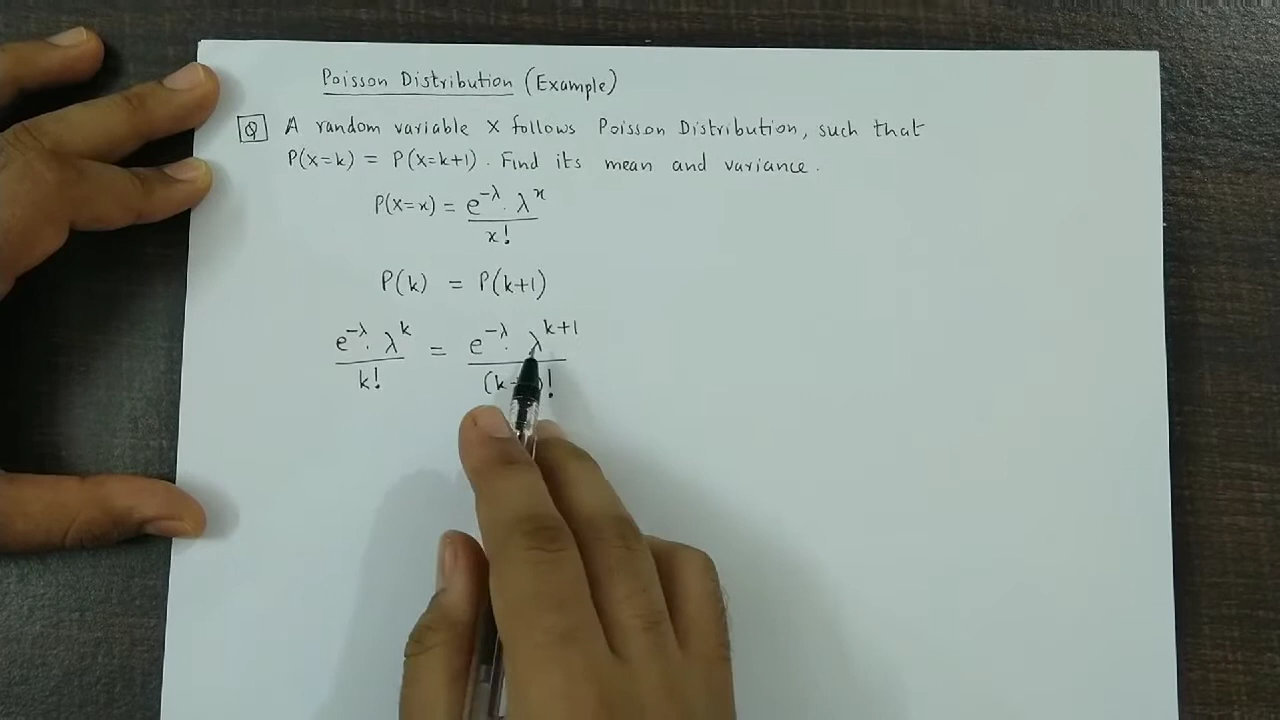 Poisson Distribution (Example)
Q A random variable X follows Poisson Distribution, such that
P(X=k) = P(X=k+1). Find its mean and variance.
P(X=x) = e^-λ . λ^x / x!
P(k) = P(k+1)
e^-λ . λ^k / k! = e^-λ . λ^k+1 / (k )!